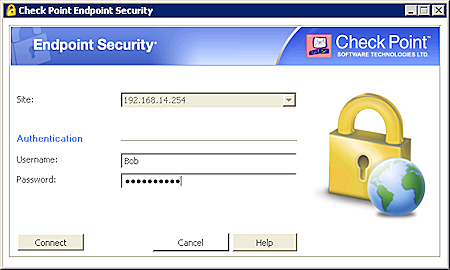 Check Point Endpoint Security
Endpoint Security
Check Point™
SOFTWARE TECHNOLOGIES LTD.
Site:
192.168.14.254
Authentication
Username:
Bob
Password:
••••••••••
Connect
Cancel
Help